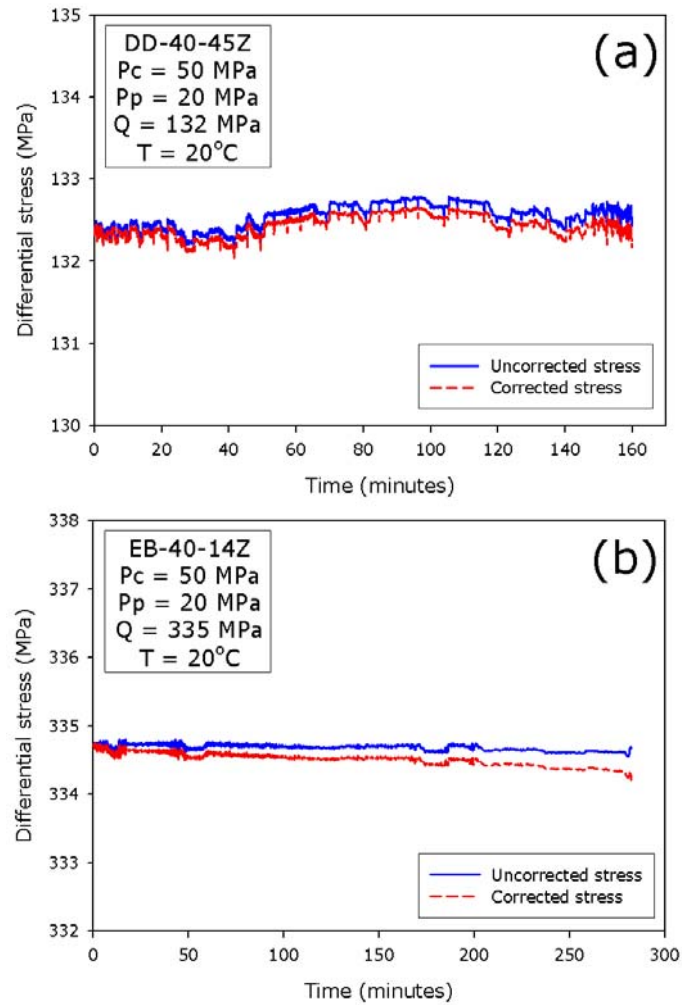 135
134
133
132
131
130
Differential stress (MPa)
DD-40-45Z
Pc = 50 MPa
Pp = 20 MPa
Q = 132 MPa
T = 20°C
(a)
Uncorrected stress
Corrected stress
0 20 40 60 80 100 120 140 160
Time (minutes)
338
337
336
335
334
333
332
Differential stress (MPa)
EB-40-14Z
Pc = 50 MPa
Pp = 20 MPa
Q = 335 MPa
T = 20°C
(b)
Uncorrected stress
Corrected stress
0 50 100 150 200 250 300
Time (minutes)